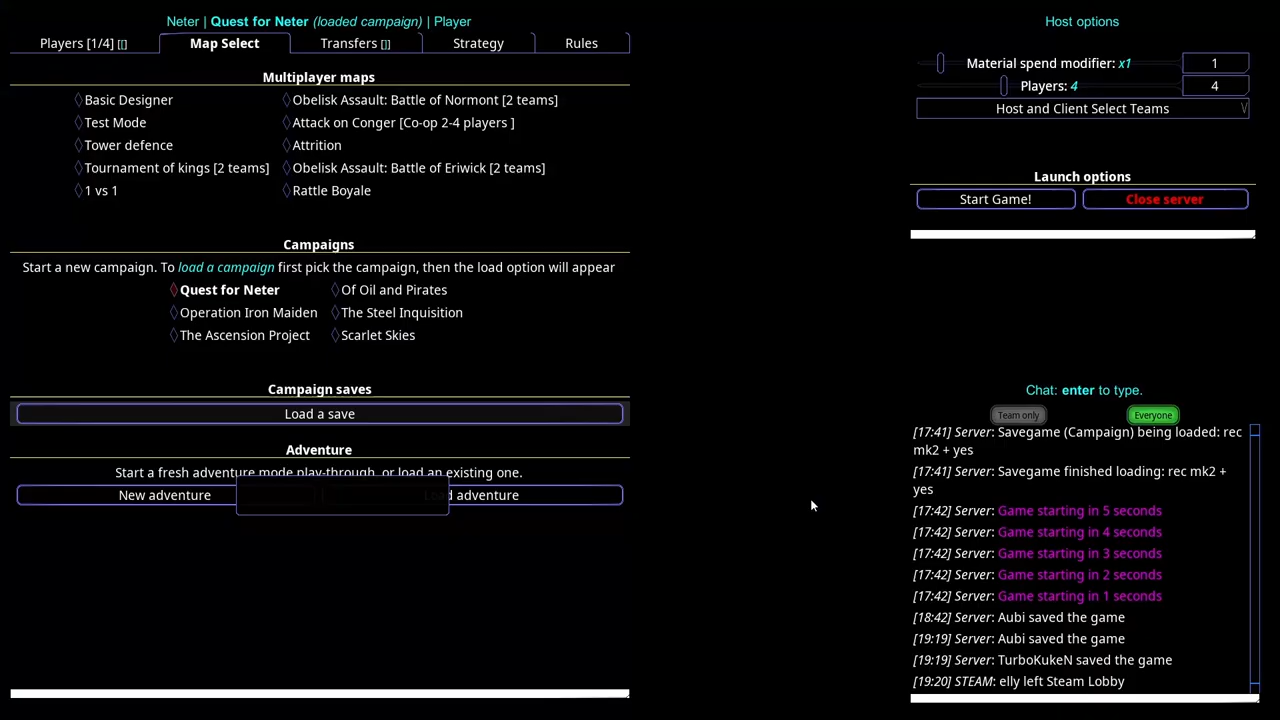 Neter | Quest for Neter (loaded campaign) | Player
Players [1/4] [[]
Map Select
Transfers []]
Strategy
Rules
Multiplayer maps
Basic Designer
Obelisk Assault: Battle of Normont [2 teams]
Test Mode
Attack on Conger [Co-op 2-4 players ]
Tower defence
Attrition
Tournament of kings [2 teams]
Obelisk Assault: Battle of Eriwick [2 teams]
1 vs 1
Rattle Boyale
Campaigns
Start a new campaign. To load a campaign first pick the campaign, then the load option will appear
Quest for Neter
Of Oil and Pirates
Operation Iron Maiden
The Steel Inquisition
The Ascension Project
Scarlet Skies
Campaign saves
Load a save
Adventure
Start a fresh adventure mode play-through, or load an existing one.
New adventure
Load adventure
Host options
Material spend modifier: x1
1
Players: 4
4
Host and Client Select Teams
Launch options
Start Game!
Close server
Chat: enter to type.
Team only
Everyone
[17:41] Server: Savegame (Campaign) being loaded: rec
mk2 + yes
[17:41] Server: Savegame finished loading: rec mk2 +
yes
[17:42] Server: Game starting in 5 seconds
[17:42] Server: Game starting in 4 seconds
[17:42] Server: Game starting in 3 seconds
[17:42] Server: Game starting in 2 seconds
[17:42] Server: Game starting in 1 seconds
[18:42] Server: Aubi saved the game
[19:19] Server: Aubi saved the game
[19:19] Server: TurboKukeN saved the game
[19:20] STEAM: elly left Steam Lobby